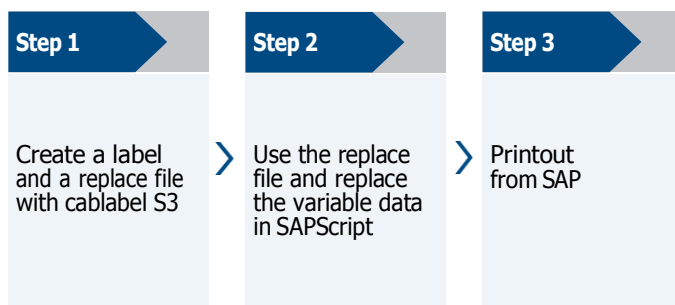 Step 1
Create a label
and a replace file
with cablabel S3
Step 2
Use the replace
file and replace
the variable data
in SAPScript
Step 3
Printout
from SAP